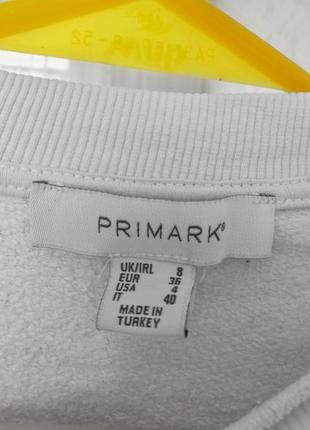 PRIMARK®
UK/IRL 8
EUR 36
USA 4
IT 40
MADE IN
TURKEY